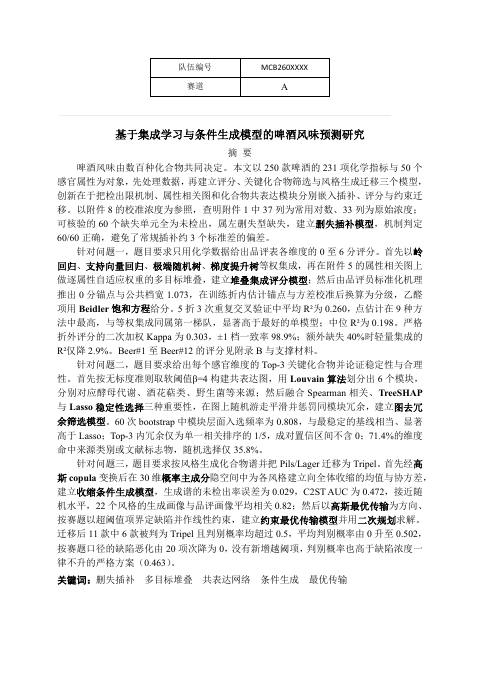 队伍编号 MCB260XXXX
赛道 A
基于集成学习与条件生成模型的啤酒风味预测研究
摘 要
啤酒风味由数百种化合物共同决定。本文以 250 款啤酒的 231 项化学指标与 50 个
感官属性为对象,先处理数据,再建立评分、关键化合物筛选与风格生成迁移三个模型,
创新在于把检出限机制、属性相关图和化合物共表达模块分别嵌入插补、评分与约束迁
移。以附件 8 的校准浓度为参照,查明附件 1 中 37 列为常用对数、33 列为原始浓度;
可核验的 60 个缺失单元全为未检出,属左删失型缺失,建立删失插补模型,机制判定
60/60 正确,避免了常规插补约 3 个标准差的偏差。
针对问题一,题目要求只用化学数据给出品评表各维度的 0 至 6 分评分。首先以岭
回归、支持向量回归、极端随机树、梯度提升树等权集成,再在附件 5 的属性相关图上
做逐属性自适应权重的多目标堆叠,建立堆叠集成评分模型;然后由品评员标准化机理
推出 0 分锚点与公共档宽 1.073,在训练折内估计锚点与方差校准后换算为分级,乙醛
项用 Beidler 饱和方程给分。5 折 3 次重复交叉验证中平均 R²为 0.260,点估计在 9 种方
法中最高,与等权集成同属第一梯队,显著高于最好的单模型;中位 R²为 0.198。严格
折外评分的二次加权 Kappa 为 0.303,±1 档一致率 98.9%;额外缺失 40%时轻量集成的
R²仅降 2.9%。Beer#1 至 Beer#12 的评分见附录 B 与支撑材料。
针对问题二,题目要求给出每个感官维度的 Top-3 关键化合物并论证稳定性与合理
性。首先按无标度准则取软阈值β=4 构建共表达图,用 Louvain 算法划分出 6 个模块,
分别对应酵母代谢、酒花萜类、野生菌等来源;然后融合 Spearman 相关、TreeSHAP
与 Lasso 稳定性选择三种重要性,在图上随机游走平滑并惩罚同模块冗余,建立图去冗
余筛选模型。60 次 bootstrap 中模块层面入选频率为 0.808,与最稳定的基线相当、显著
高于 Lasso;Top-3 内冗余仅为单一相关排序的 1/5,成对置信区间不含 0;71.4%的维度
命中来源类别或文献标志物,随机选择仅 35.8%。
针对问题三,题目要求按风格生成化合物谱并把 Pils/Lager 迁移为 Tripel。首先经高
斯 copula 变换后在 30 维概率主成分隐空间中为各风格建立向全体收缩的均值与协方差,
建立收缩条件生成模型,生成谱的未检出率误差为 0.029,C2ST AUC 为 0.472,接近随
机水平,22 个风格的生成画像与品评画像平均相关 0.82;然后以高斯最优传输为方向、
按赛题以超阈值项界定缺陷并作线性约束,建立约束最优传输模型并用二次规划求解。
迁移后 11 款中 6 款被判为 Tripel 且判别概率均超过 0.5,平均判别概率由 0 升至 0.502,
按赛题口径的缺陷恶化由 20 项次降为 0,没有新增越阈项,判别概率也高于缺陷浓度一
律不升的严格方案(0.463)。
关键词:删失插补 多目标堆叠 共表达网络 条件生成 最优传输